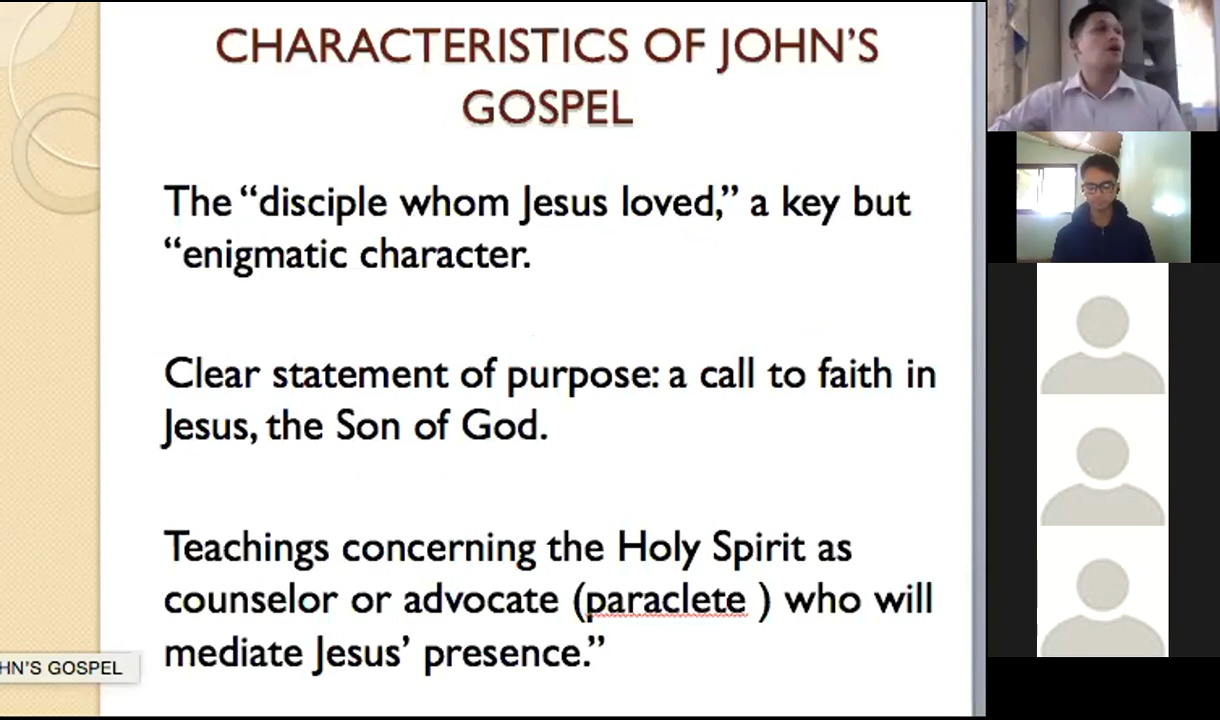 CHARACTERISTICS OF JOHN'S
GOSPEL
The “disciple whom Jesus loved,” a key but
“enigmatic character.
Clear statement of purpose: a call to faith in
Jesus, the Son of God.
Teachings concerning the Holy Spirit as
counselor or advocate (paraclete ) who will
mediate Jesus’ presence.”
HN'S GOSPEL